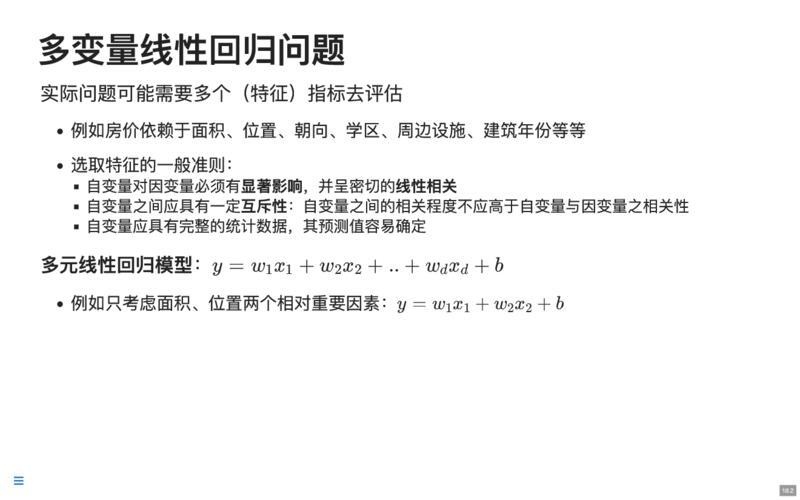 多变量线性回归问题
实际问题可能需要多个（特征）指标去评估
• 例如房价依赖于面积、位置、朝向、学区、周边设施、建筑年份等等
• 选取特征的一般准则：
▪ 自变量对因变量必须有显著影响，并呈密切的线性相关
▪ 自变量之间应具有一定互斥性：自变量之间的相关程度不应高于自变量与因变量之相关性
▪ 自变量应具有完整的统计数据，其预测值容易确定
多元线性回归模型：y = w₁x₁ + w₂x₂ + .. + w_dx_d + b
• 例如只考虑面积、位置两个相对重要因素：y = w₁x₁ + w₂x₂ + b
18.2